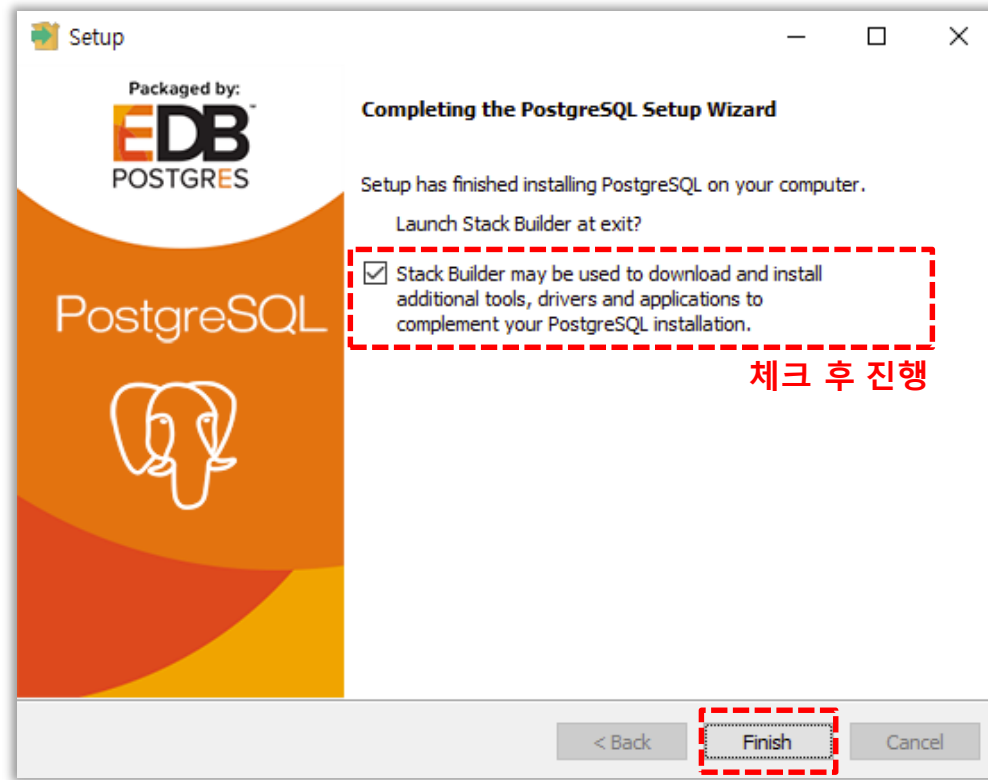 Setup
Packaged by:
EDB
POSTGRES
PostgreSQL
Completing the PostgreSQL Setup Wizard
Setup has finished installing PostgreSQL on your computer.
Launch Stack Builder at exit?
Stack Builder may be used to download and install
additional tools, drivers and applications to
complement your PostgreSQL installation.
체크 후 진행
< Back
Finish
Cancel